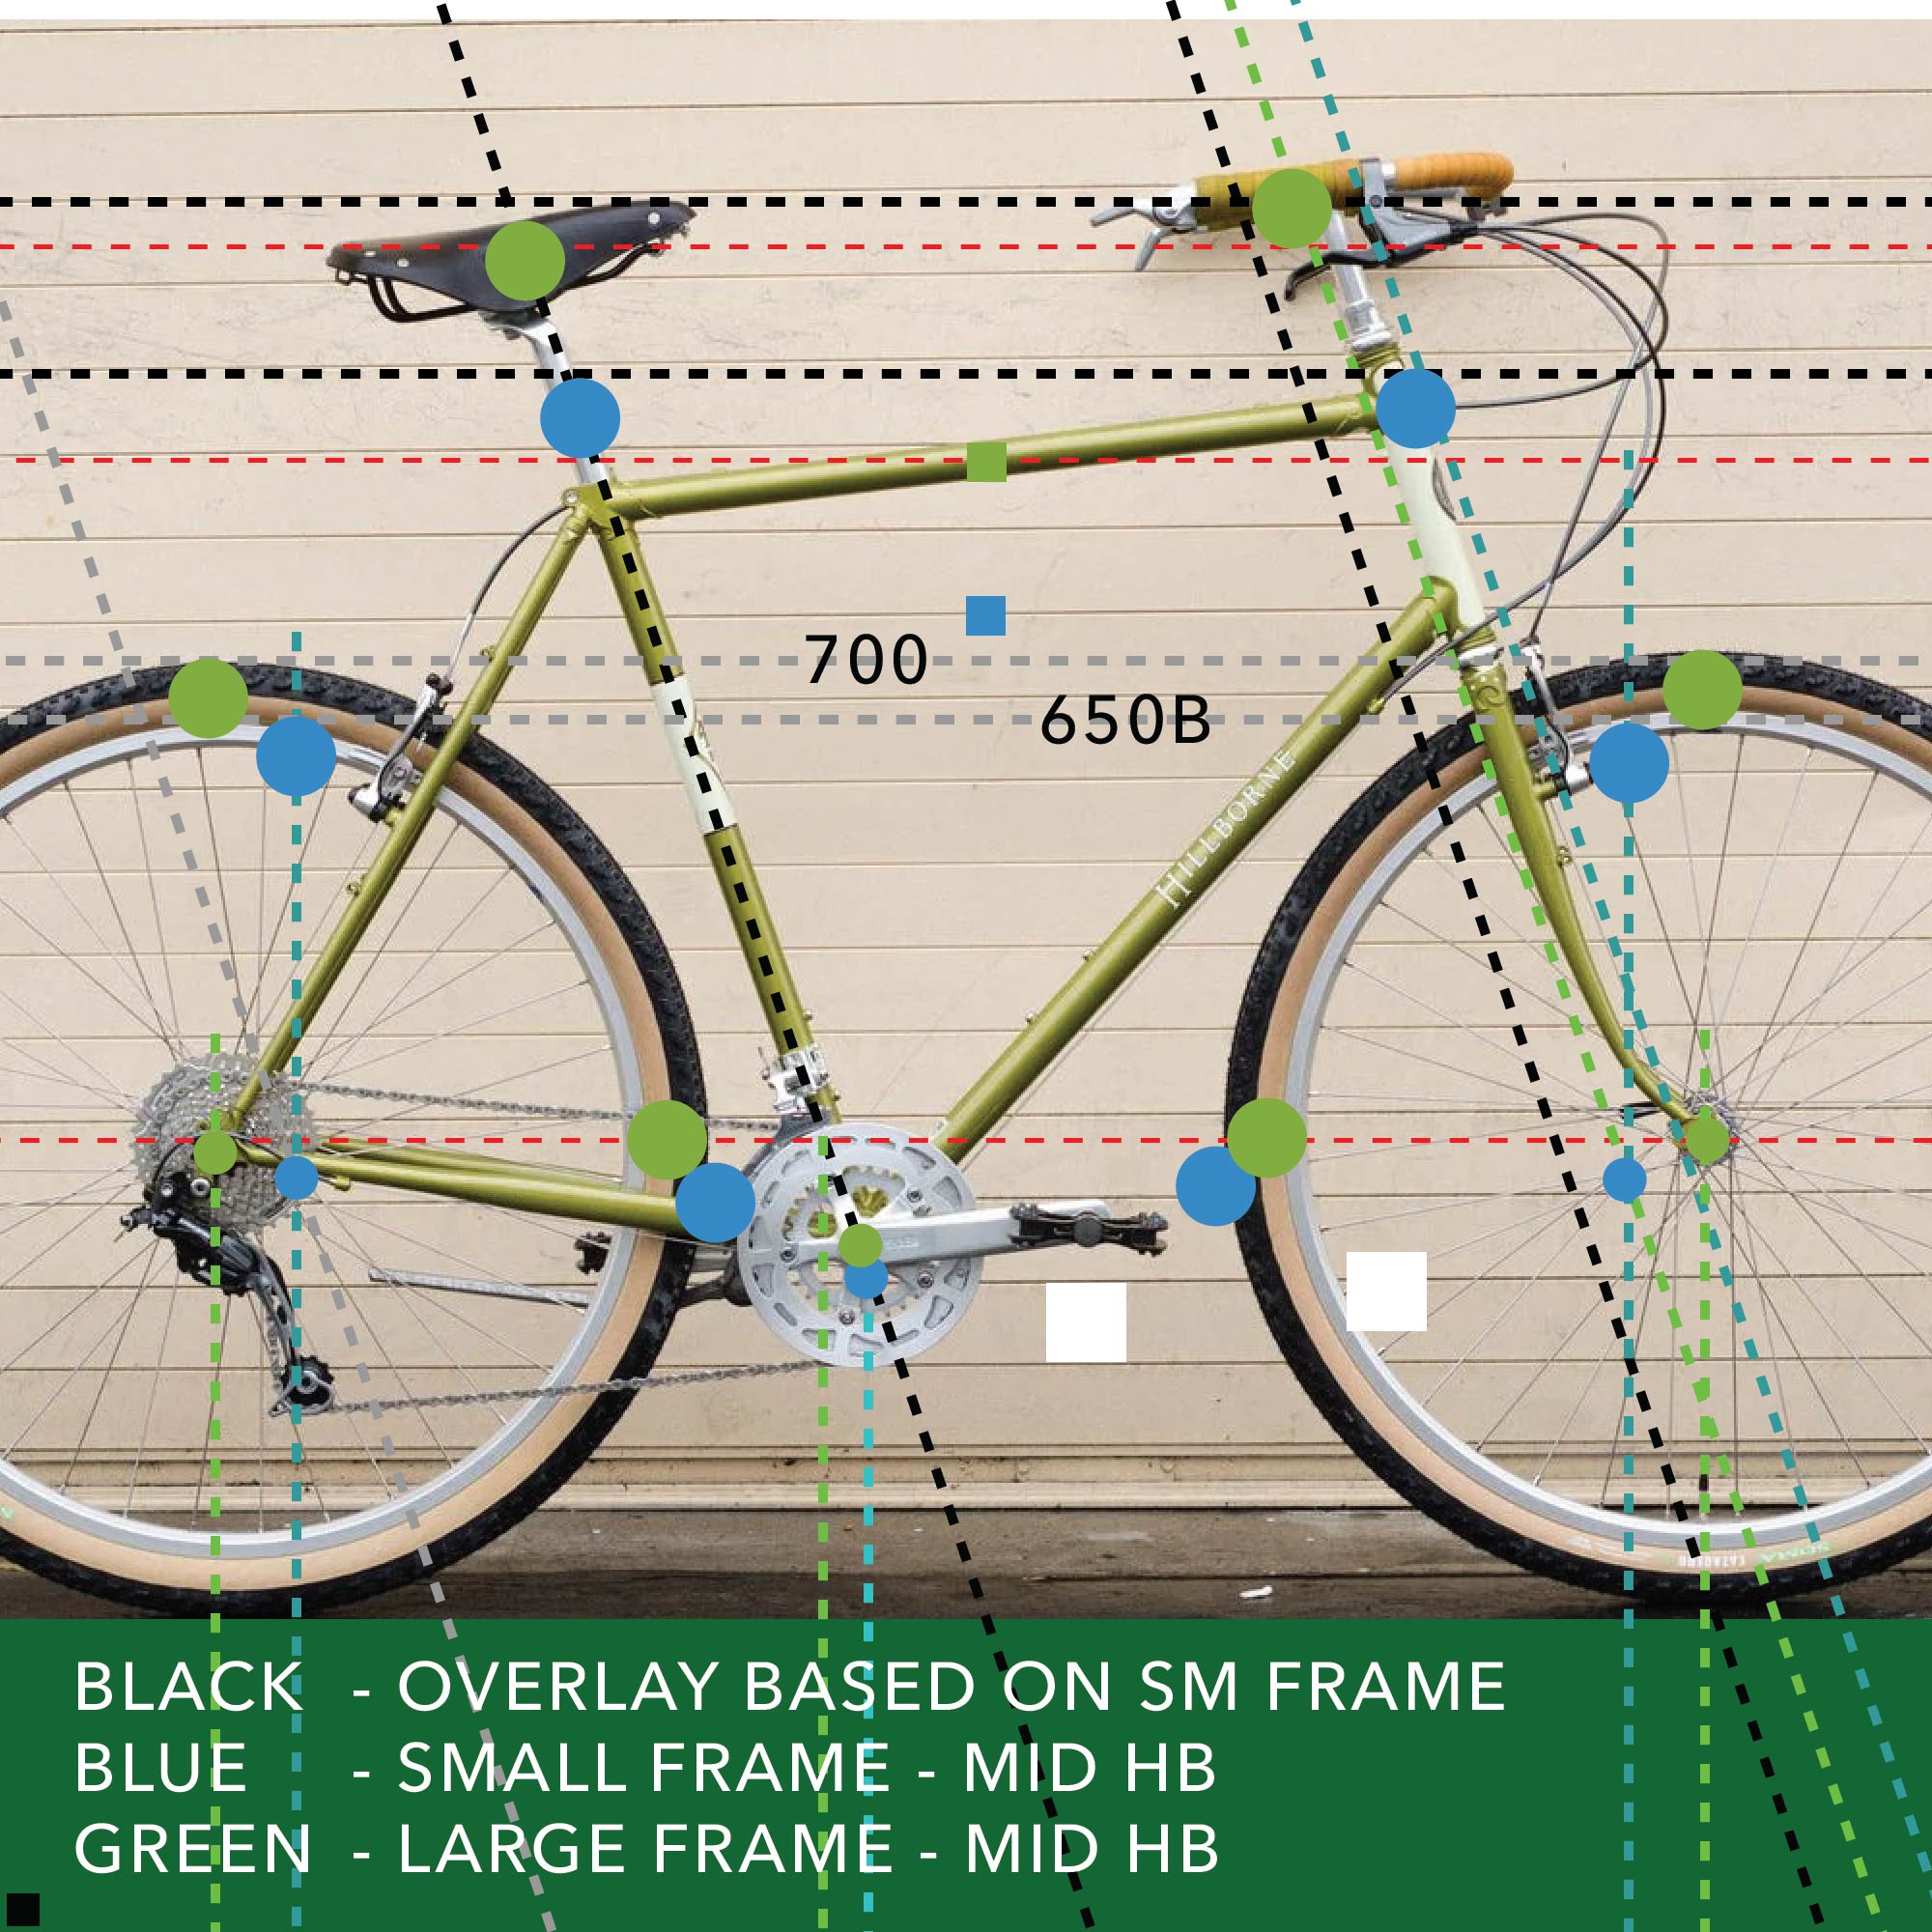 700
650B
HILLBORNE
BLACK - OVERLAY BASED ON SM FRAME
BLUE - SMALL FRAME - MID HB
GREEN - LARGE FRAME - MID HB